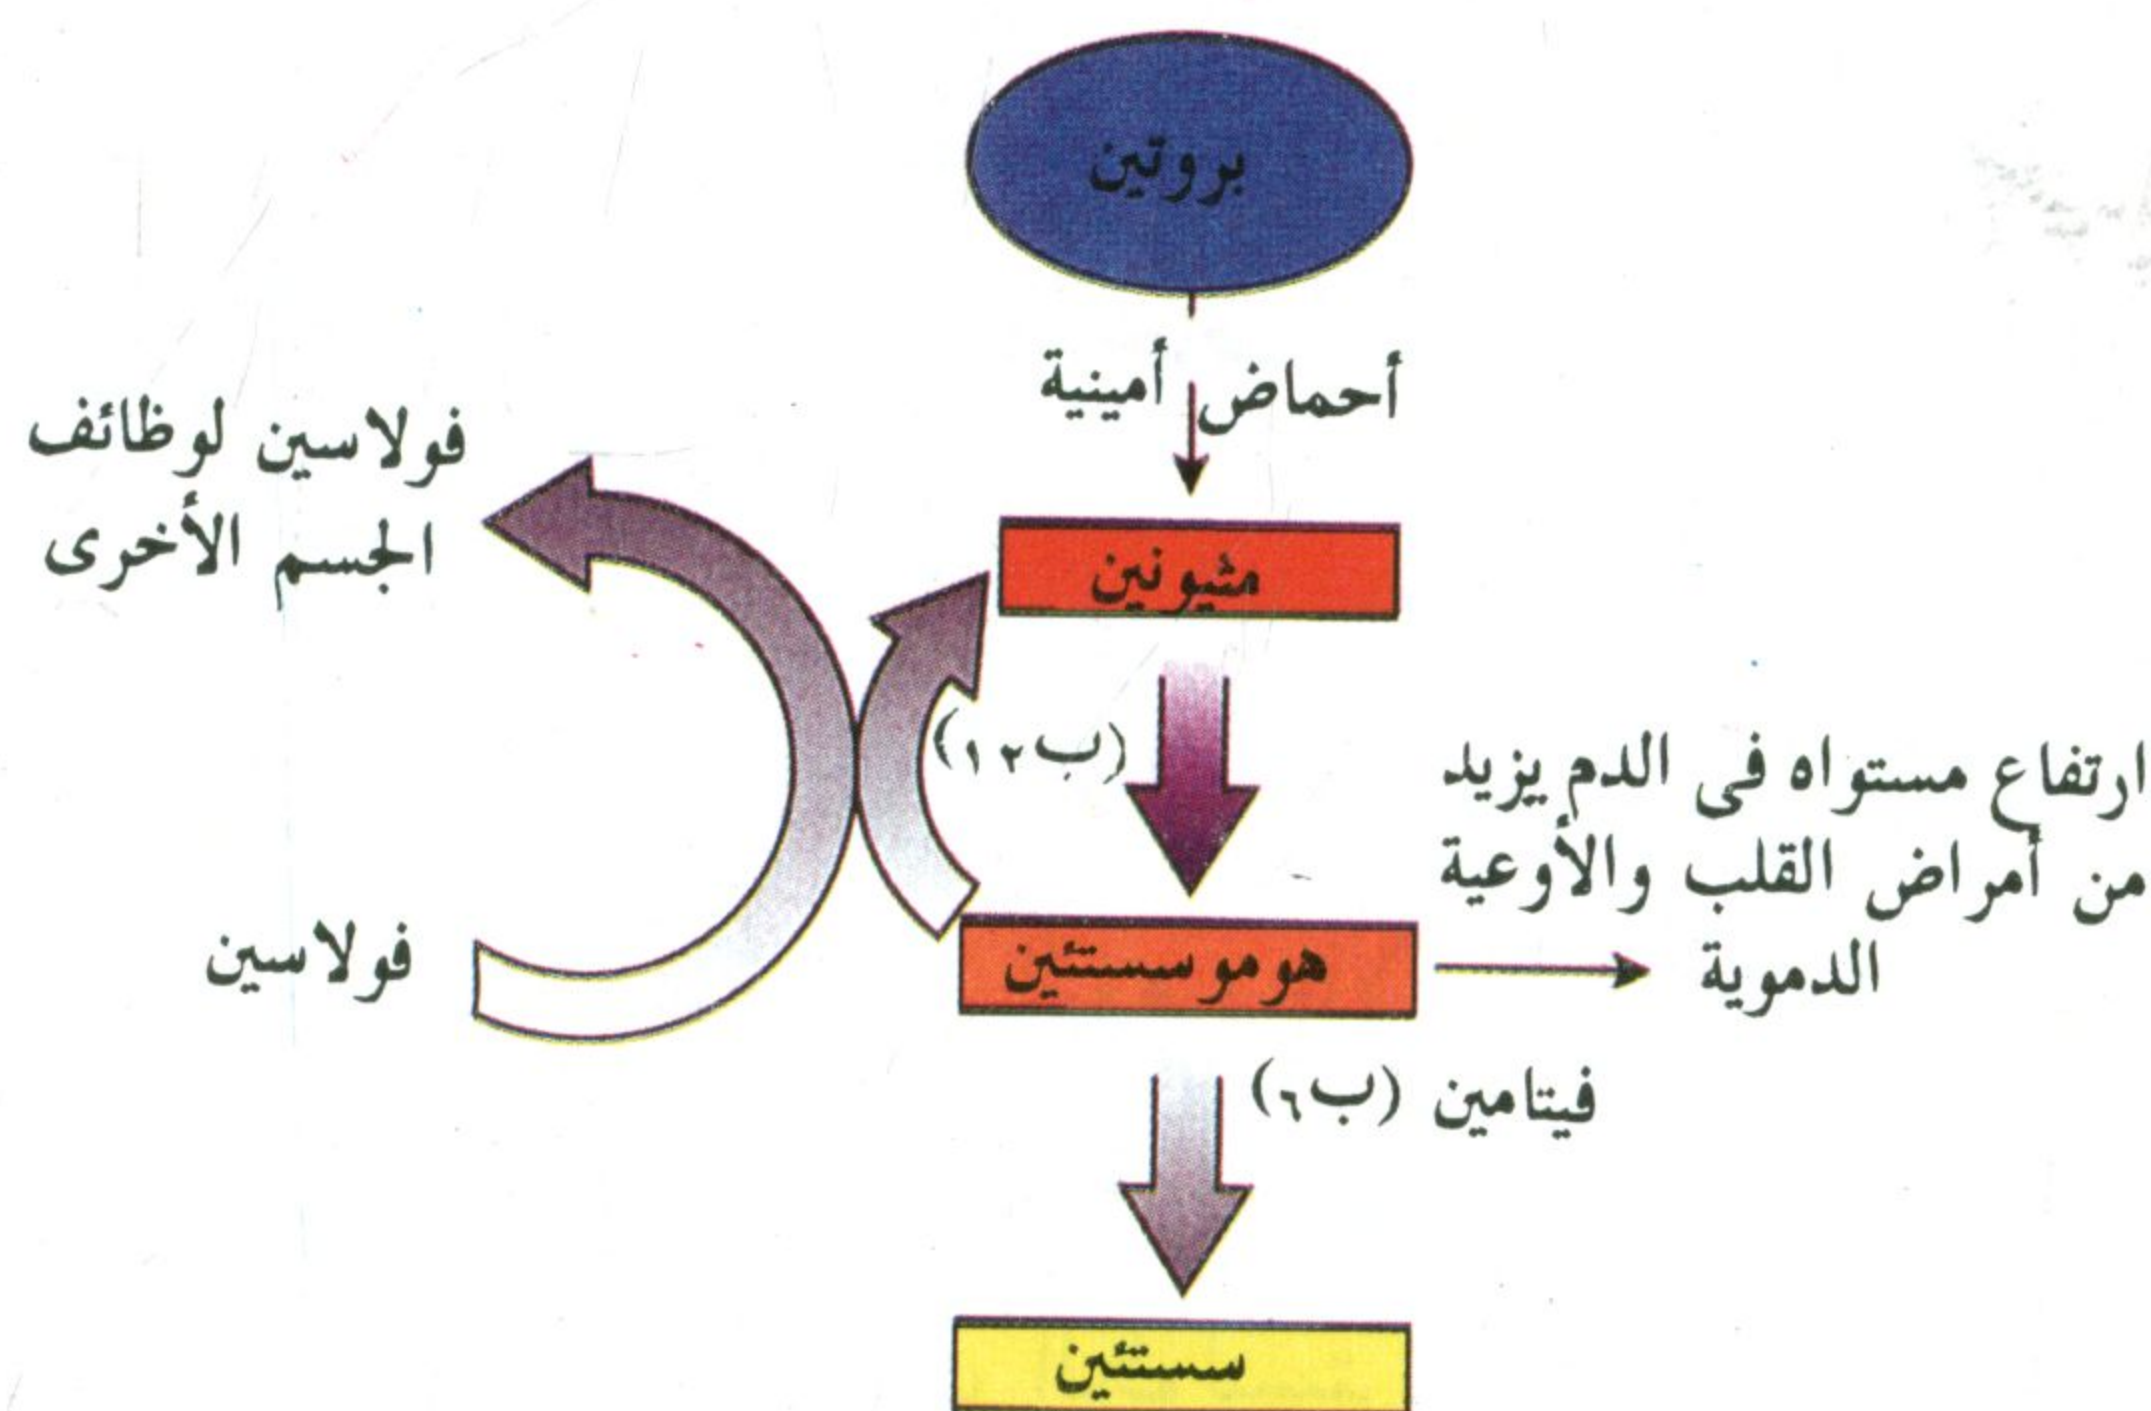 بروتين
أحماض أمينية
فولاسين لوظائف
الجسم الأخرى
مثيونين
(ب١٢)
ارتفاع مستواه فى الدم يزيد
من أمراض القلب والأوعية
الدموية
فولاسين
هوموسستئين
فيتامين (ب٦)
سستئين